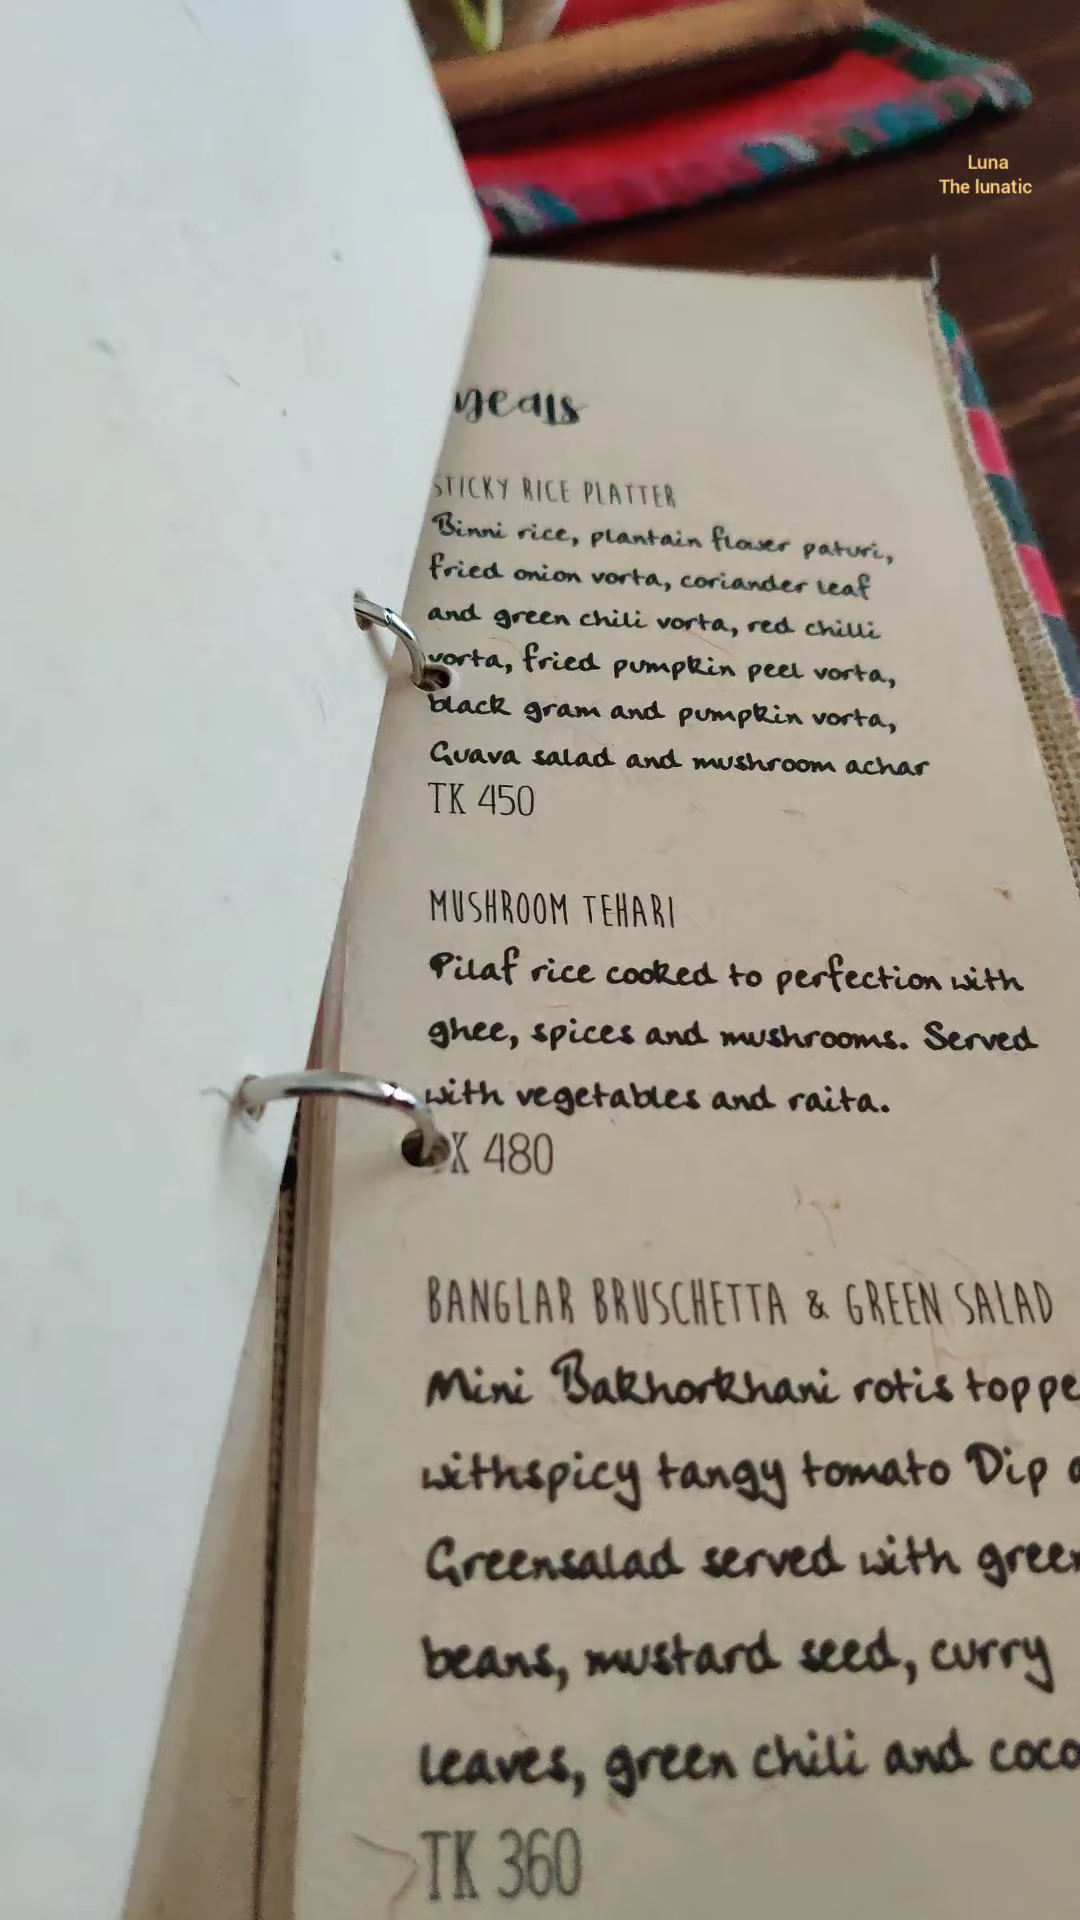 Luna
The lunatic
STICKY RICE PLATTER
Binni rice, plantain flower paturi,
fried onion vorta, coriander leaf
and green chili vorta, red chilli
vorta, fried pumpkin peel vorta,
black gram and pumpkin vorta,
Guava salad and mushroom achar
TK 450
MUSHROOM TEHARI
Pilaf rice cooked to perfection with
ghee, spices and mushrooms. Served
with vegetables and raita.
TK 480
BANGLAR BRUSCHETTA & GREEN SALAD
Mini Bakhorkhani rotis toppe
withspicy tangy tomato Dip
Greensalad served with green
beans, mustard seed, curry
leaves, green chili and coco
TK 360